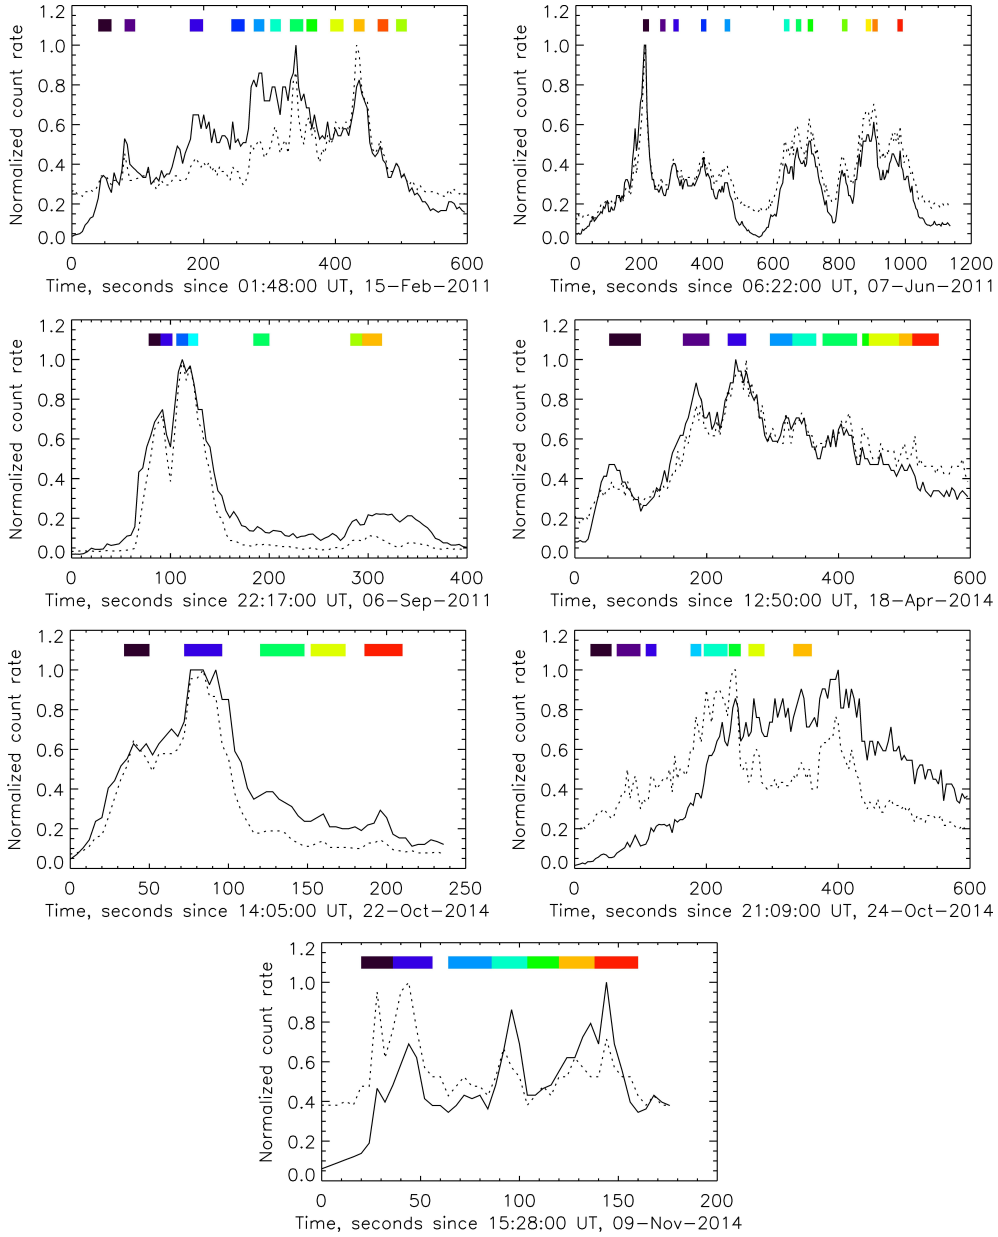 1.2
1.0
0.8
0.6
0.4
0.2
0.0
Normalized count rate
0 200 400 600
Time, seconds since 01:48:00 UT, 15-Feb-2011
1.2
1.0
0.8
0.6
0.4
0.2
0.0
Normalized count rate
0 200 400 600 800 1000 1200
Time, seconds since 06:22:00 UT, 07-Jun-2011
1.2
1.0
0.8
0.6
0.4
0.2
0.0
Normalized count rate
0 100 200 300 400
Time, seconds since 22:17:00 UT, 06-Sep-2011
1.2
1.0
0.8
0.6
0.4
0.2
0.0
Normalized count rate
0 200 400 600
Time, seconds since 12:50:00 UT, 18-Apr-2014
1.2
1.0
0.8
0.6
0.4
0.2
0.0
Normalized count rate
0 50 100 150 200 250
Time, seconds since 14:05:00 UT, 22-Oct-2014
1.2
1.0
0.8
0.6
0.4
0.2
0.0
Normalized count rate
0 200 400 600
Time, seconds since 21:09:00 UT, 24-Oct-2014
1.2
1.0
0.8
0.6
0.4
0.2
0.0
Normalized count rate
0 50 100 150 200
Time, seconds since 15:28:00 UT, 09-Nov-2014